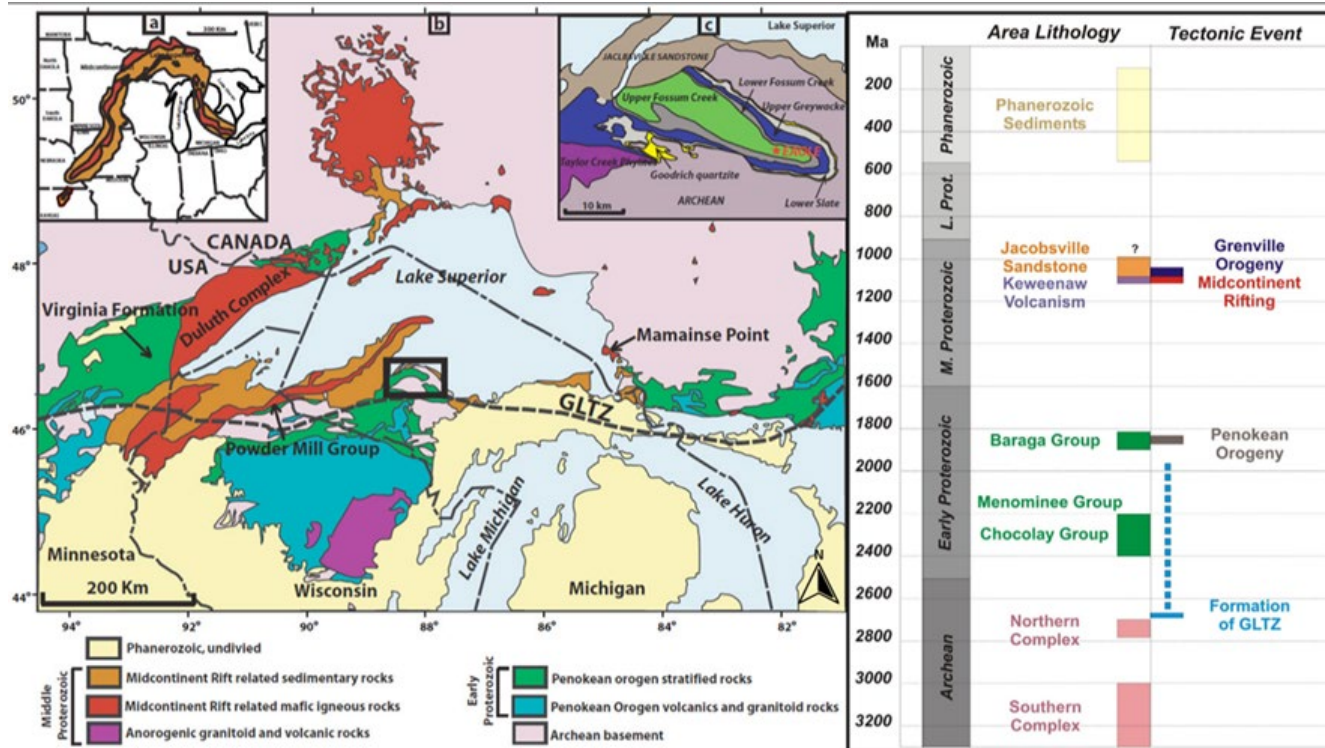 a
300 Km
Midcontinent
b
c
Lake Superior
JACLBSVILLE SANDSTONE
Lower Fossum Creek
Upper Fossum Creek
Upper Greywacke
EAGLE
Taylor Creek Phyllite
Goodrich quartzite
ARCHEAN
Lower Slate
10 km
50°
48°
46°
44°
CANADA
USA
Lake Superior
Virginia Formation
Duluth Complex
Mamainse Point
GLTZ
Powder Mill Group
Lake Michigan
Lake Huron
Minnesota
Wisconsin
Michigan
N
200 Km
94°
92°
90°
88°
86°
84°
82°
Phanerozoic, undivied
Middle
Proterozoic
Midcontinent Rift related sedimentary rocks
Midcontinent Rift related mafic igneous rocks
Anorogenic granitoid and volcanic rocks
Early
Proterozoic
Penokean orogen stratified rocks
Penokean Orogen volcanics and granitoid rocks
Archean basement
Ma
Area Lithology
Tectonic Event
200
400
600
800
1000
1200
1400
1600
1800
2000
2200
2400
2600
2800
3000
3200
Phanerozoic
L. Prot.
M. Proterozoic
Early Proterozoic
Archean
Phanerozoic
Sediments
Jacobsville
Sandstone
Keweenaw
Volcanism
?
Grenville
Orogeny
Midcontinent
Rifting
Baraga Group
Penokean
Orogeny
Menominee Group
Chocolay Group
Northern
Complex
Formation
of GLTZ
Southern
Complex